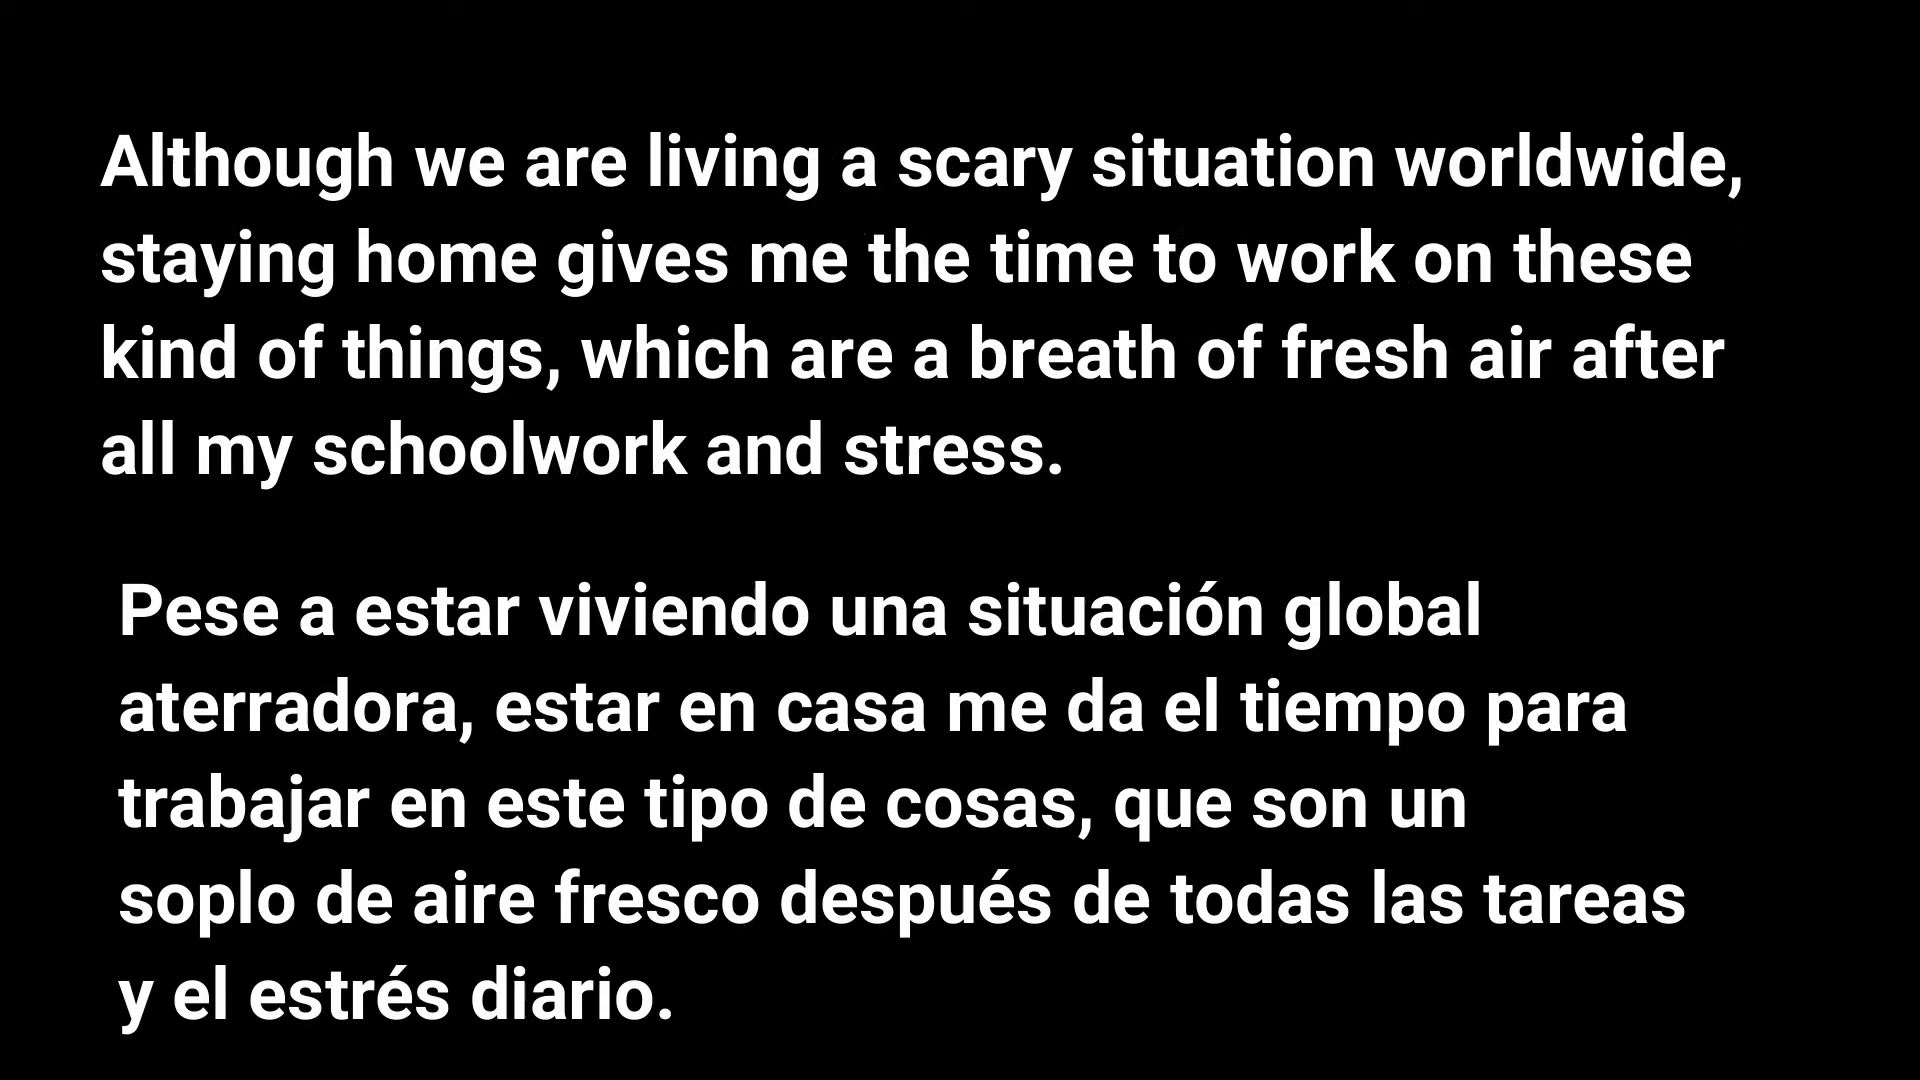 Although we are living a scary situation worldwide,
staying home gives me the time to work on these
kind of things, which are a breath of fresh air after
all my schoolwork and stress.
Pese a estar viviendo una situación global
aterradora, estar en casa me da el tiempo para
trabajar en este tipo de cosas, que son un
soplo de aire fresco después de todas las tareas
y el estrés diario.